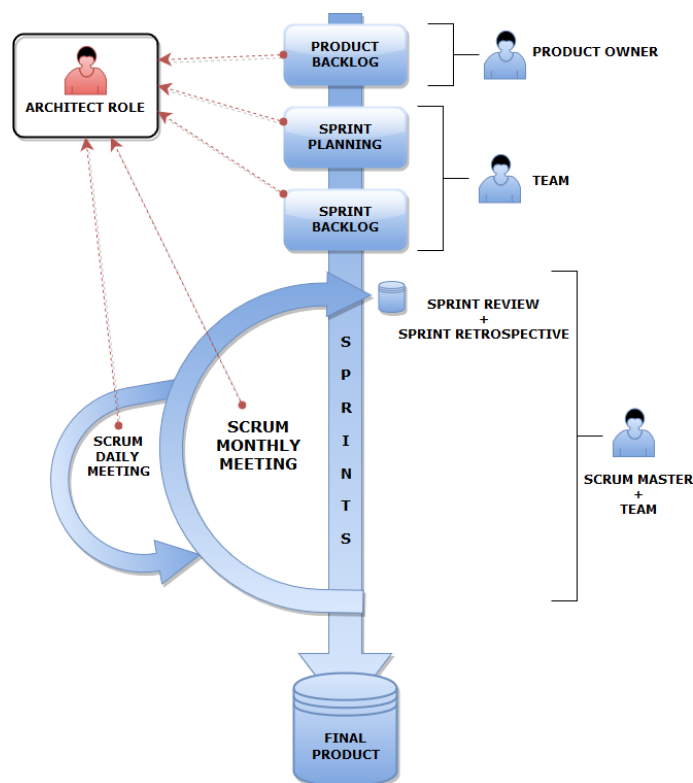 PRODUCT
BACKLOG
PRODUCT OWNER
ARCHITECT ROLE
SPRINT
PLANNING
TEAM
SPRINT
BACKLOG
SPRINT REVIEW
+
SPRINT RETROSPECTIVE
S
P
R
I
N
T
S
SCRUM
DAILY
MEETING
SCRUM
MONTHLY
MEETING
SCRUM MASTER
+
TEAM
FINAL
PRODUCT